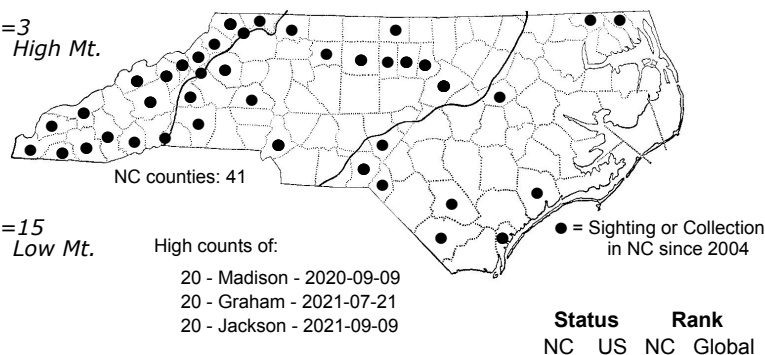 =3
High Mt.
NC counties: 41
=15
Low Mt.
High counts of:
20 - Madison - 2020-09-09
20 - Graham - 2021-07-21
20 - Jackson - 2021-09-09
● = Sighting or Collection
in NC since 2004
Status Rank
NC US NC Global